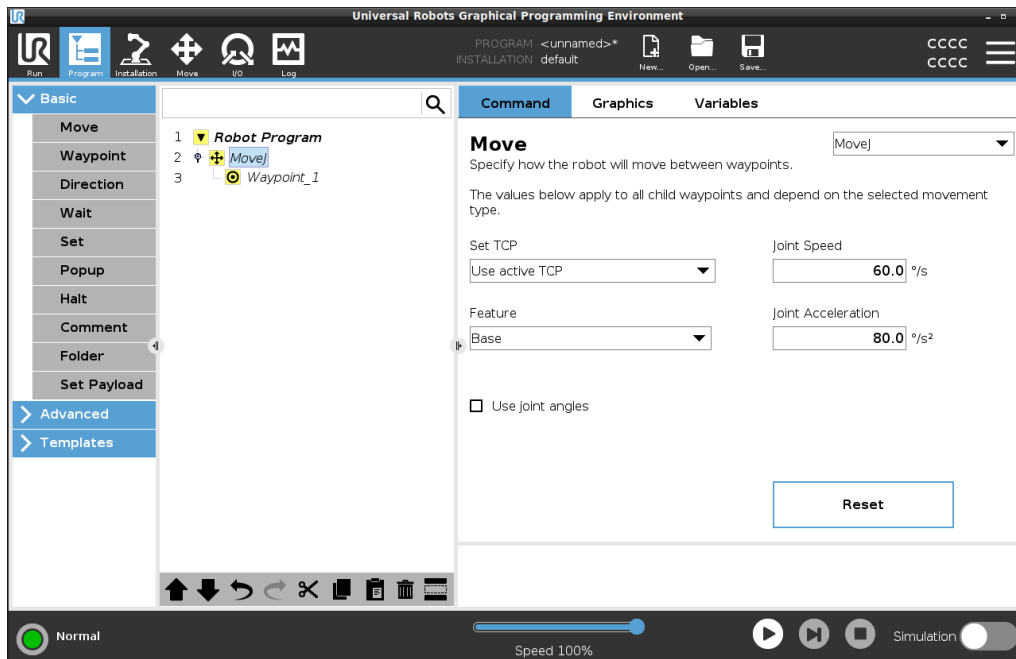 Universal Robots Graphical Programming Environment
Run
Program
Installation
Move
I/O
Log
PROGRAM <unnamed>*
INSTALLATION default
New...
Open...
Save...
CCCC
CCCC
Basic
Move
Waypoint
Direction
Wait
Set
Popup
Halt
Comment
Folder
Set Payload
Advanced
Templates
1 Robot Program
2 MoveJ
3 Waypoint_1
Command Graphics Variables
Move
MoveJ
Specify how the robot will move between waypoints.
The values below apply to all child waypoints and depend on the selected movement
type.
Set TCP
Use active TCP
Joint Speed
60.0 °/s
Feature
Base
Joint Acceleration
80.0 °/s²
Use joint angles
Reset
Normal
Speed 100%
Simulation